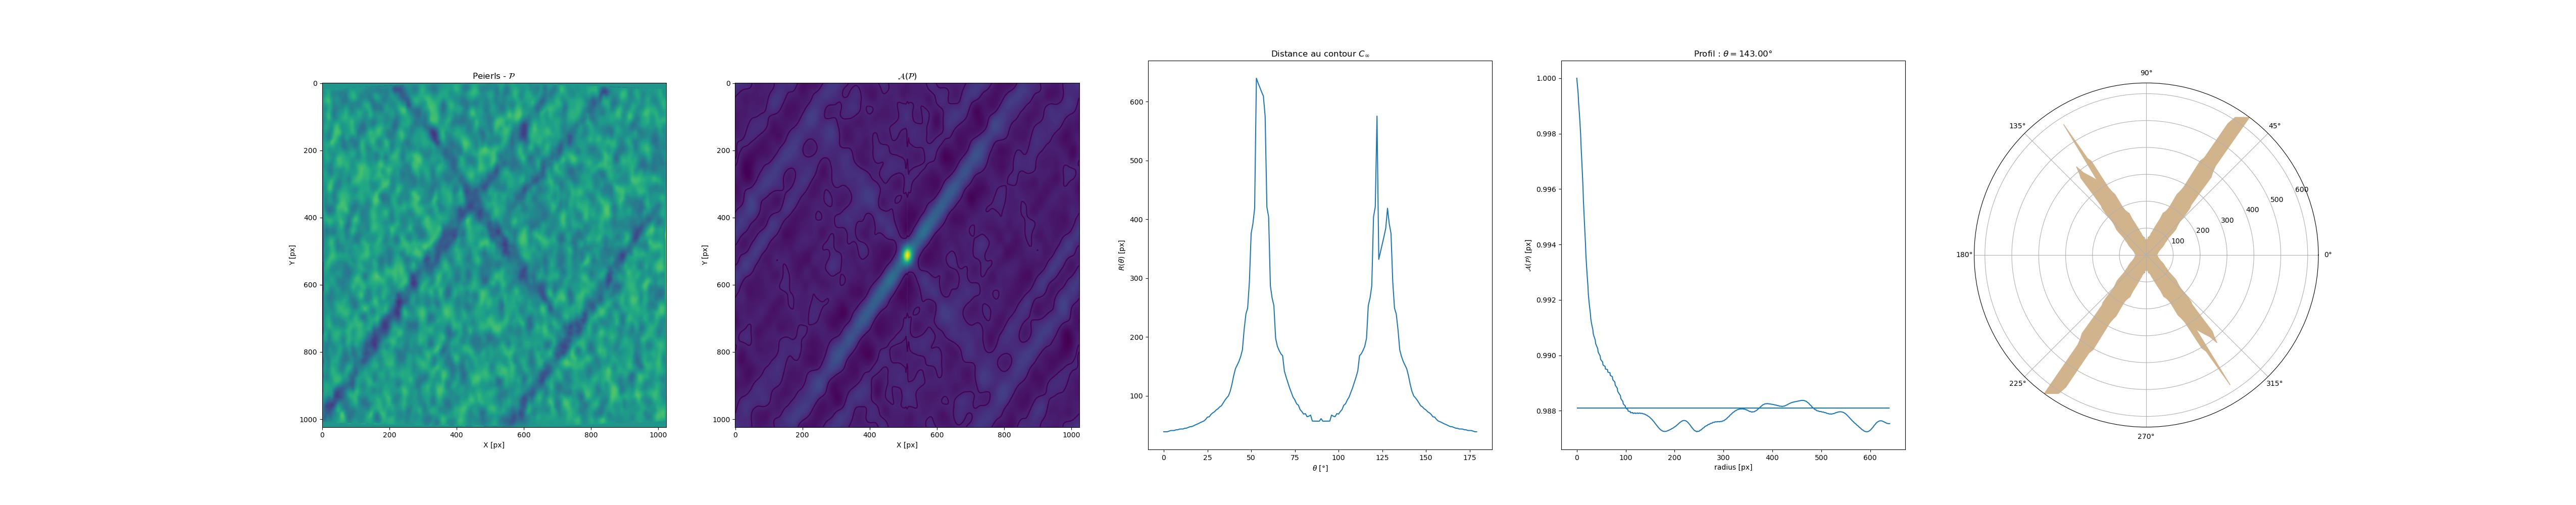 Peierls - 𝒫
0
200
400
600
800
1000
Y [px]
0 200 400 600 800 1000
X [px]
𝒜(𝒫)
0
200
400
600
800
1000
Y [px]
0 200 400 600 800 1000
X [px]
Distance au contour C∞
600
500
400
300
200
100
R(θ) [px]
0 25 50 75 100 125 150 175
θ [°]
Profil : θ = 143.00°
1.000
0.998
0.996
0.994
0.992
0.990
0.988
𝒜(𝒫) [px]
0 100 200 300 400 500 600
radius [px]
90°
135° 45°
600
500
400
300
200
100
180° 0°
225° 315°
270°